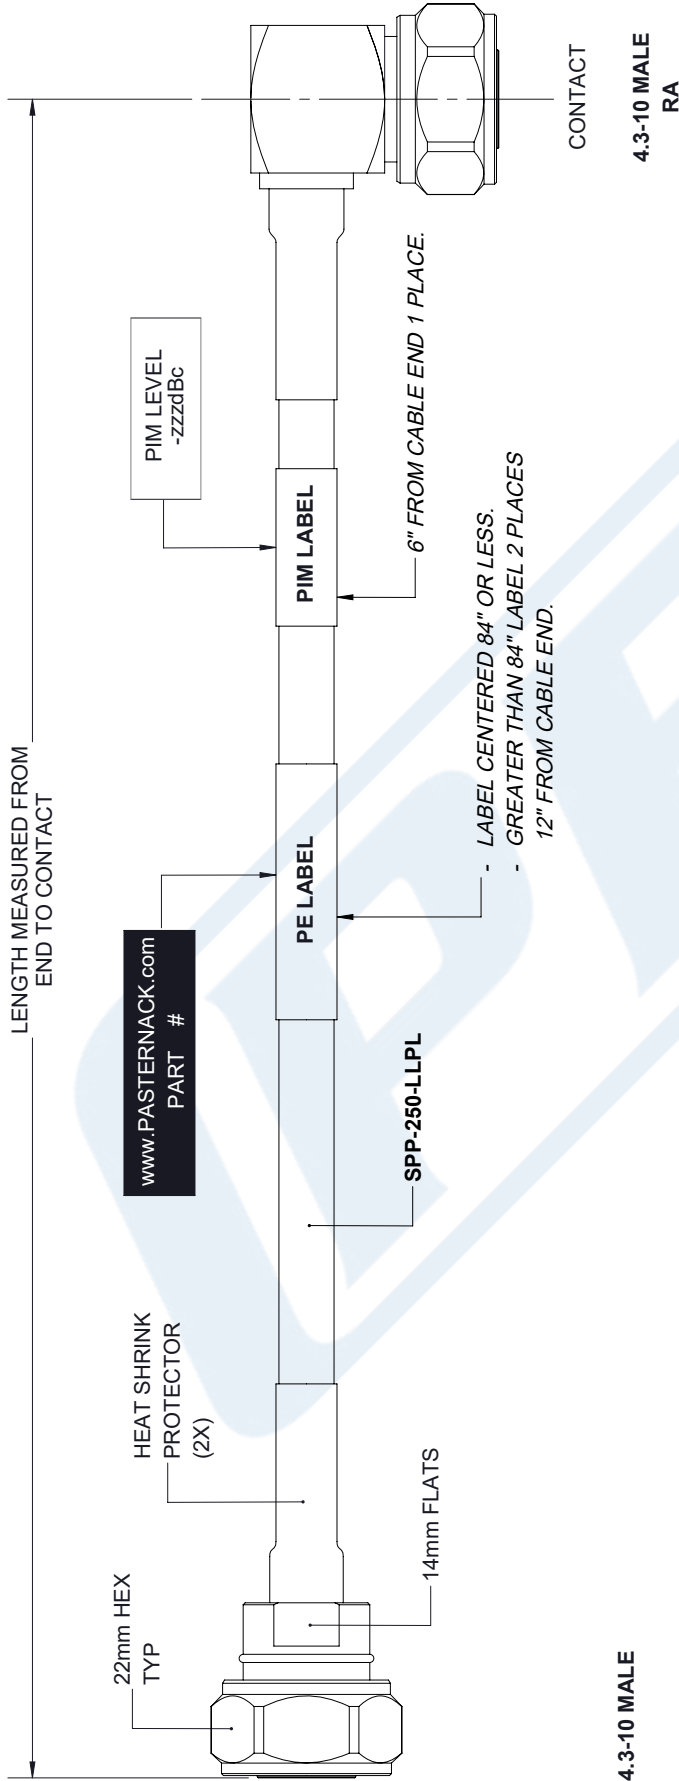 LENGTH MEASURED FROM
END TO CONTACT
22mm HEX
TYP
HEAT SHRINK
PROTECTOR
(2X)
www.PASTERNACK.com
PART #
PIM LEVEL
-zzzdBc
PE LABEL
PIM LABEL
14mm FLATS
SPP-250-LLPL
- LABEL CENTERED 84" OR LESS.
- GREATER THAN 84" LABEL 2 PLACES
12" FROM CABLE END.
6" FROM CABLE END 1 PLACE.
CONTACT
4.3-10 MALE
4.3-10 MALE
RA